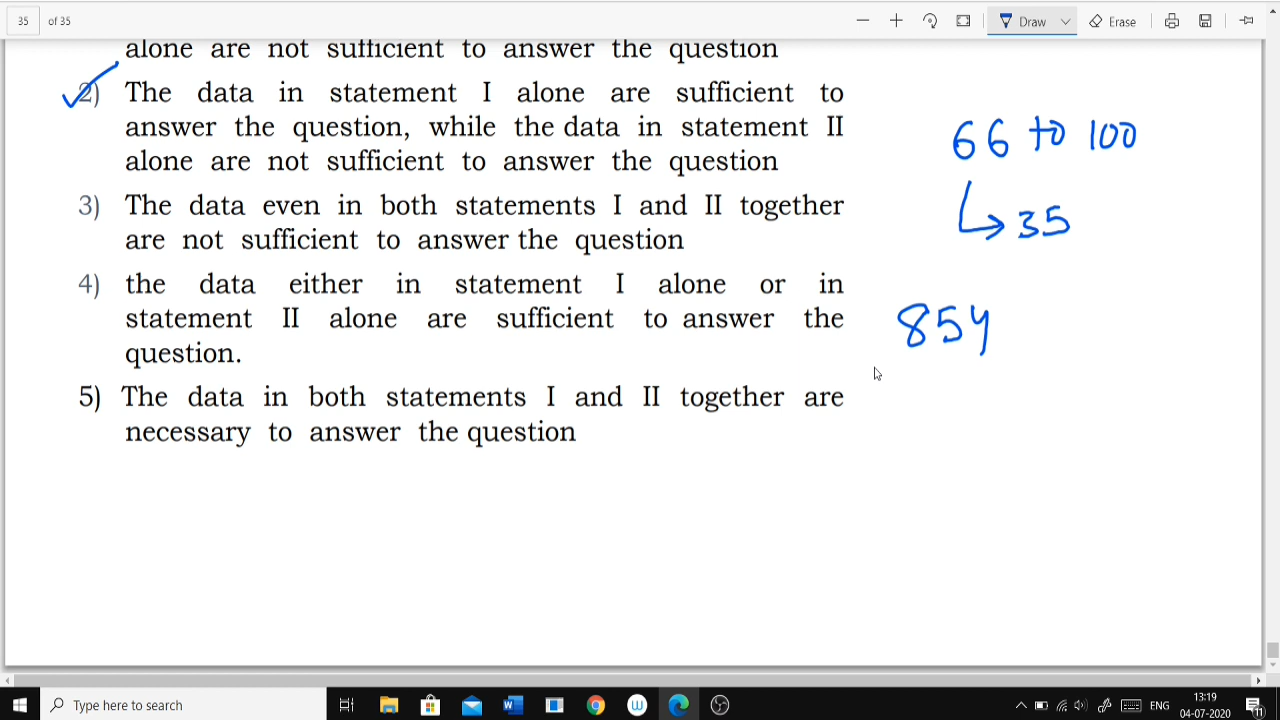 35 of 35
Draw
Erase
alone are not sufficient to answer the question
2) The data in statement I alone are sufficient to
answer the question, while the data in statement II
alone are not sufficient to answer the question
3) The data even in both statements I and II together
are not sufficient to answer the question
4) the data either in statement I alone or in
statement II alone are sufficient to answer the
question.
5) The data in both statements I and II together are
necessary to answer the question
66 to 100
35
854
Type here to search
ENG
13:19
04-07-2020
11